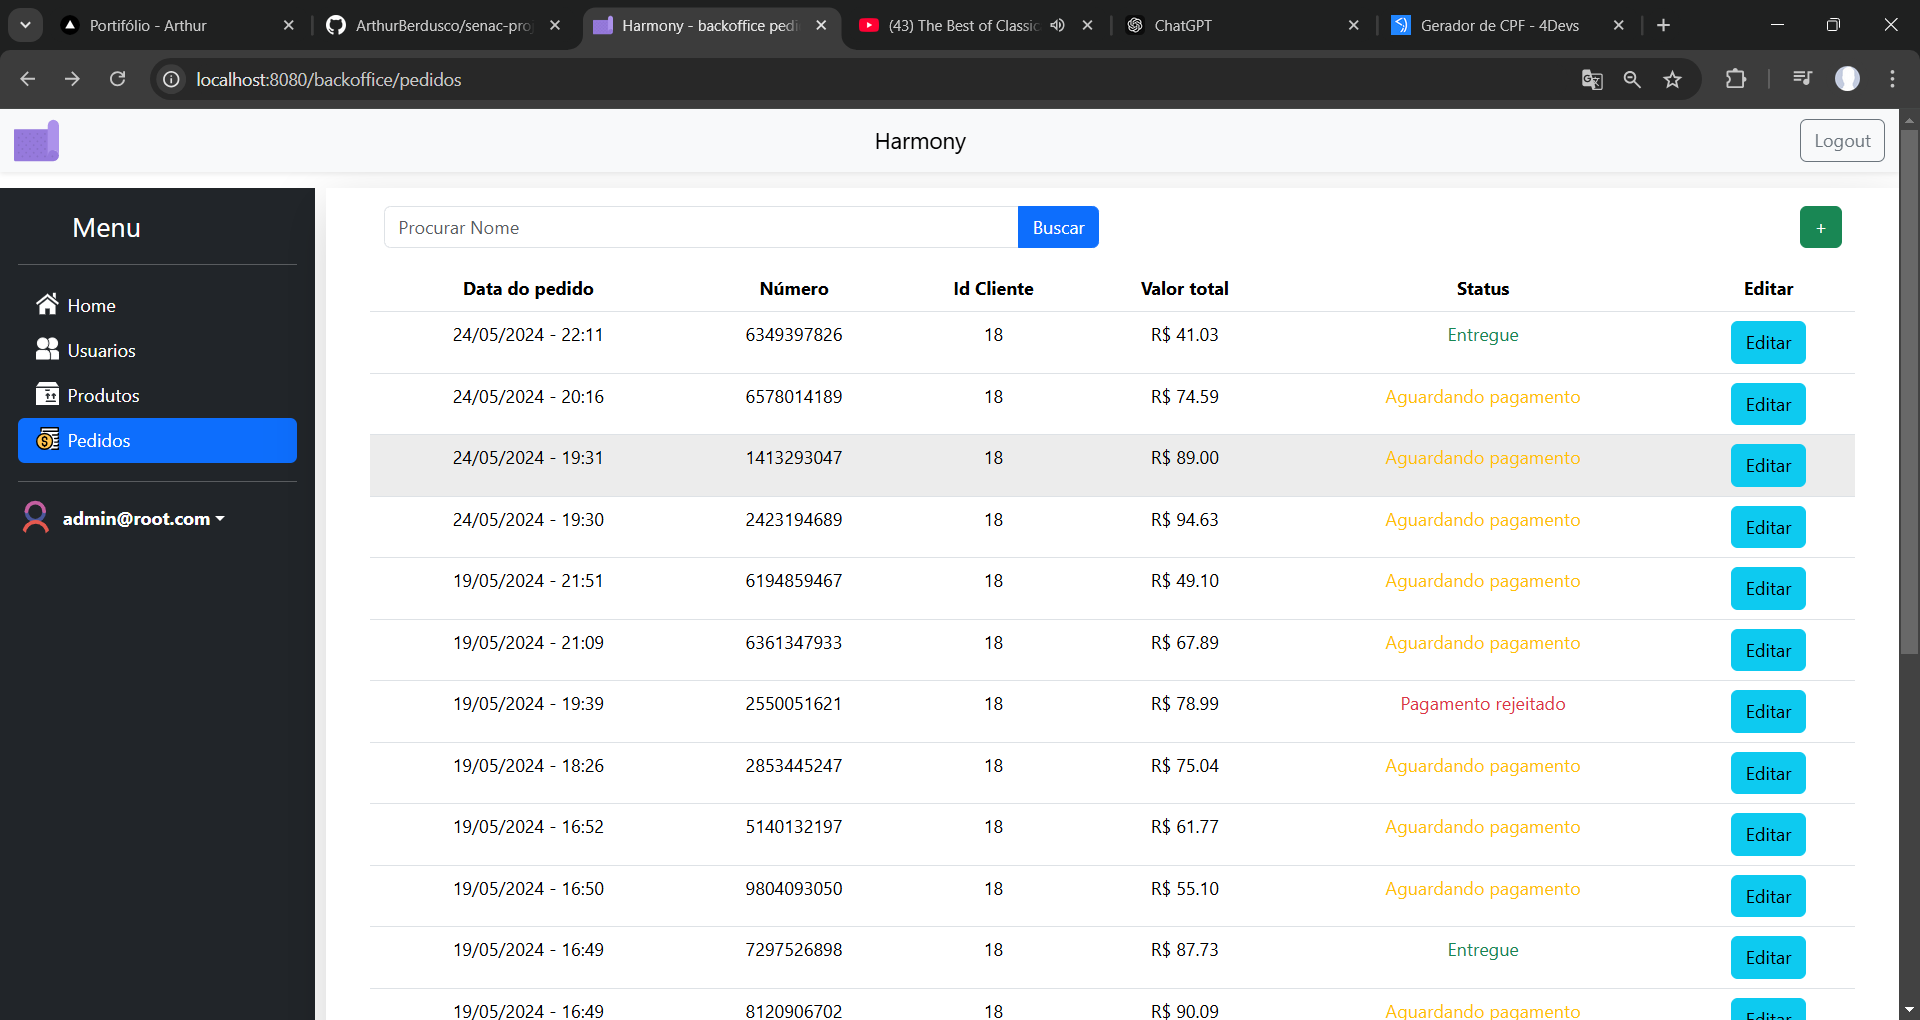 Portifólio - Arthur
ArthurBerdusco/senac-proj
Harmony - backoffice pedi
(43) The Best of Classic
ChatGPT
Gerador de CPF - 4Devs
localhost:8080/backoffice/pedidos
Harmony
Logout
Menu
Home
Usuarios
Produtos
Pedidos
admin@root.com
Procurar Nome
Buscar
+
Data do pedido Número Id Cliente Valor total Status Editar
24/05/2024 - 22:11 6349397826 18 R$ 41.03 Entregue Editar
24/05/2024 - 20:16 6578014189 18 R$ 74.59 Aguardando pagamento Editar
24/05/2024 - 19:31 1413293047 18 R$ 89.00 Aguardando pagamento Editar
24/05/2024 - 19:30 2423194689 18 R$ 94.63 Aguardando pagamento Editar
19/05/2024 - 21:51 6194859467 18 R$ 49.10 Aguardando pagamento Editar
19/05/2024 - 21:09 6361347933 18 R$ 67.89 Aguardando pagamento Editar
19/05/2024 - 19:39 2550051621 18 R$ 78.99 Pagamento rejeitado Editar
19/05/2024 - 18:26 2853445247 18 R$ 75.04 Aguardando pagamento Editar
19/05/2024 - 16:52 5140132197 18 R$ 61.77 Aguardando pagamento Editar
19/05/2024 - 16:50 9804093050 18 R$ 55.10 Aguardando pagamento Editar
19/05/2024 - 16:49 7297526898 18 R$ 87.73 Entregue Editar
19/05/2024 - 16:49 8120906702 18 R$ 90.09 Aguardando pagamento Editar